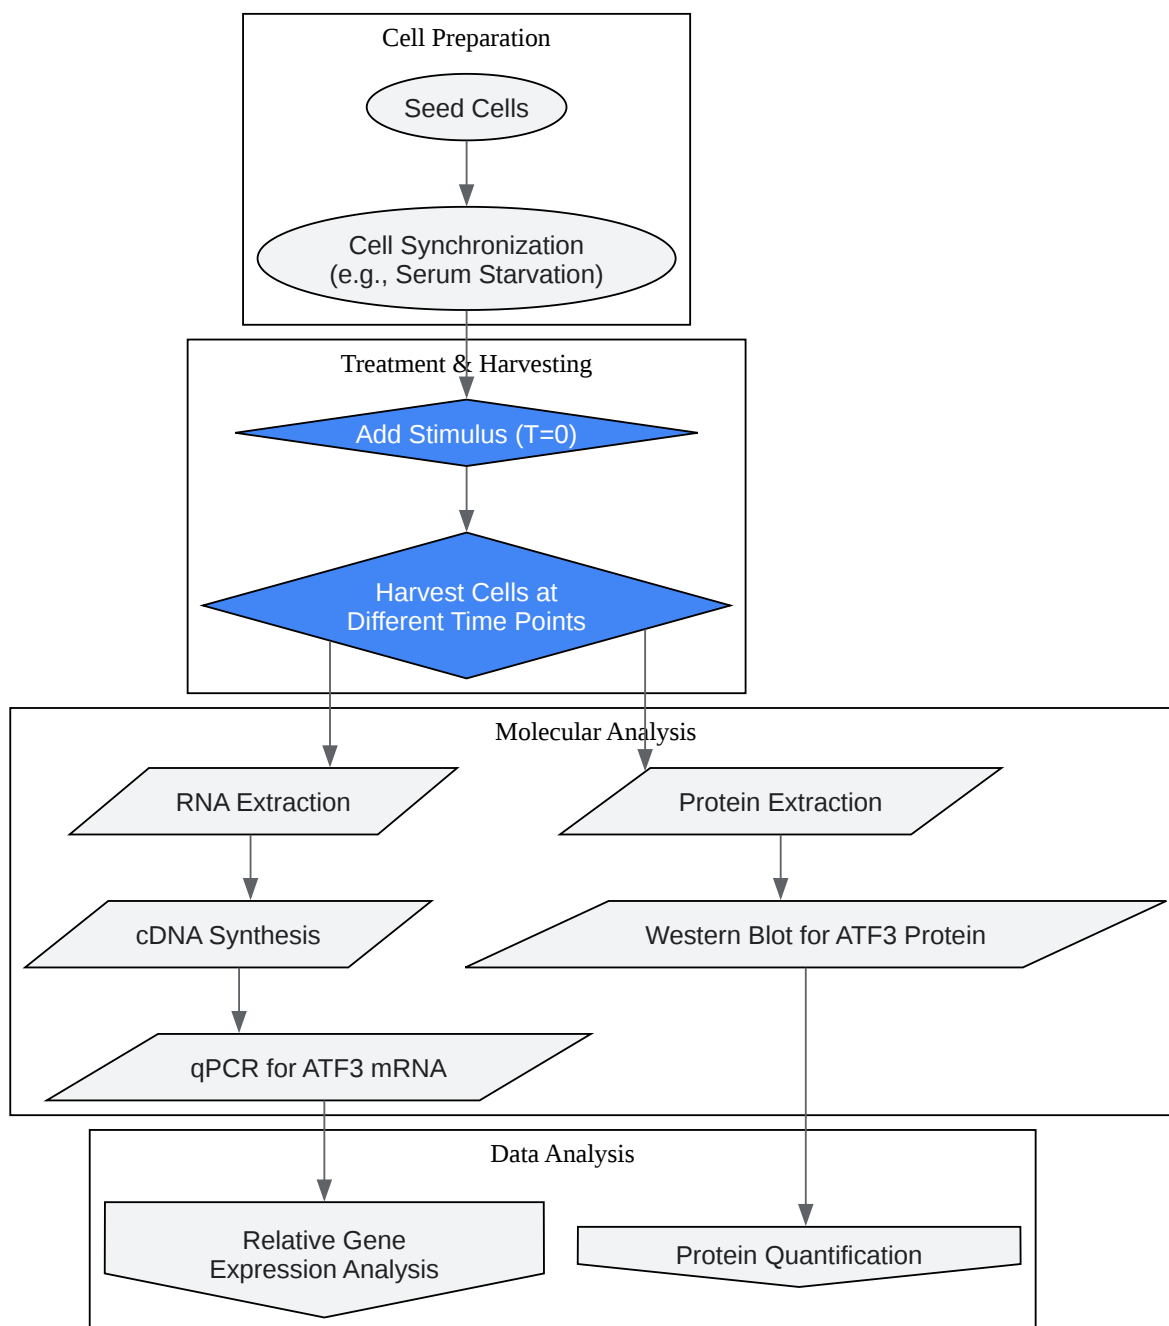 Cell Preparation
Seed Cells
Cell Synchronization
(e.g., Serum Starvation)
Treatment & Harvesting
Add Stimulus (T=0)
Harvest Cells at
Different Time Points
Molecular Analysis
RNA Extraction
Protein Extraction
cDNA Synthesis
Western Blot for ATF3 Protein
qPCR for ATF3 mRNA
Data Analysis
Relative Gene
Expression Analysis
Protein Quantification